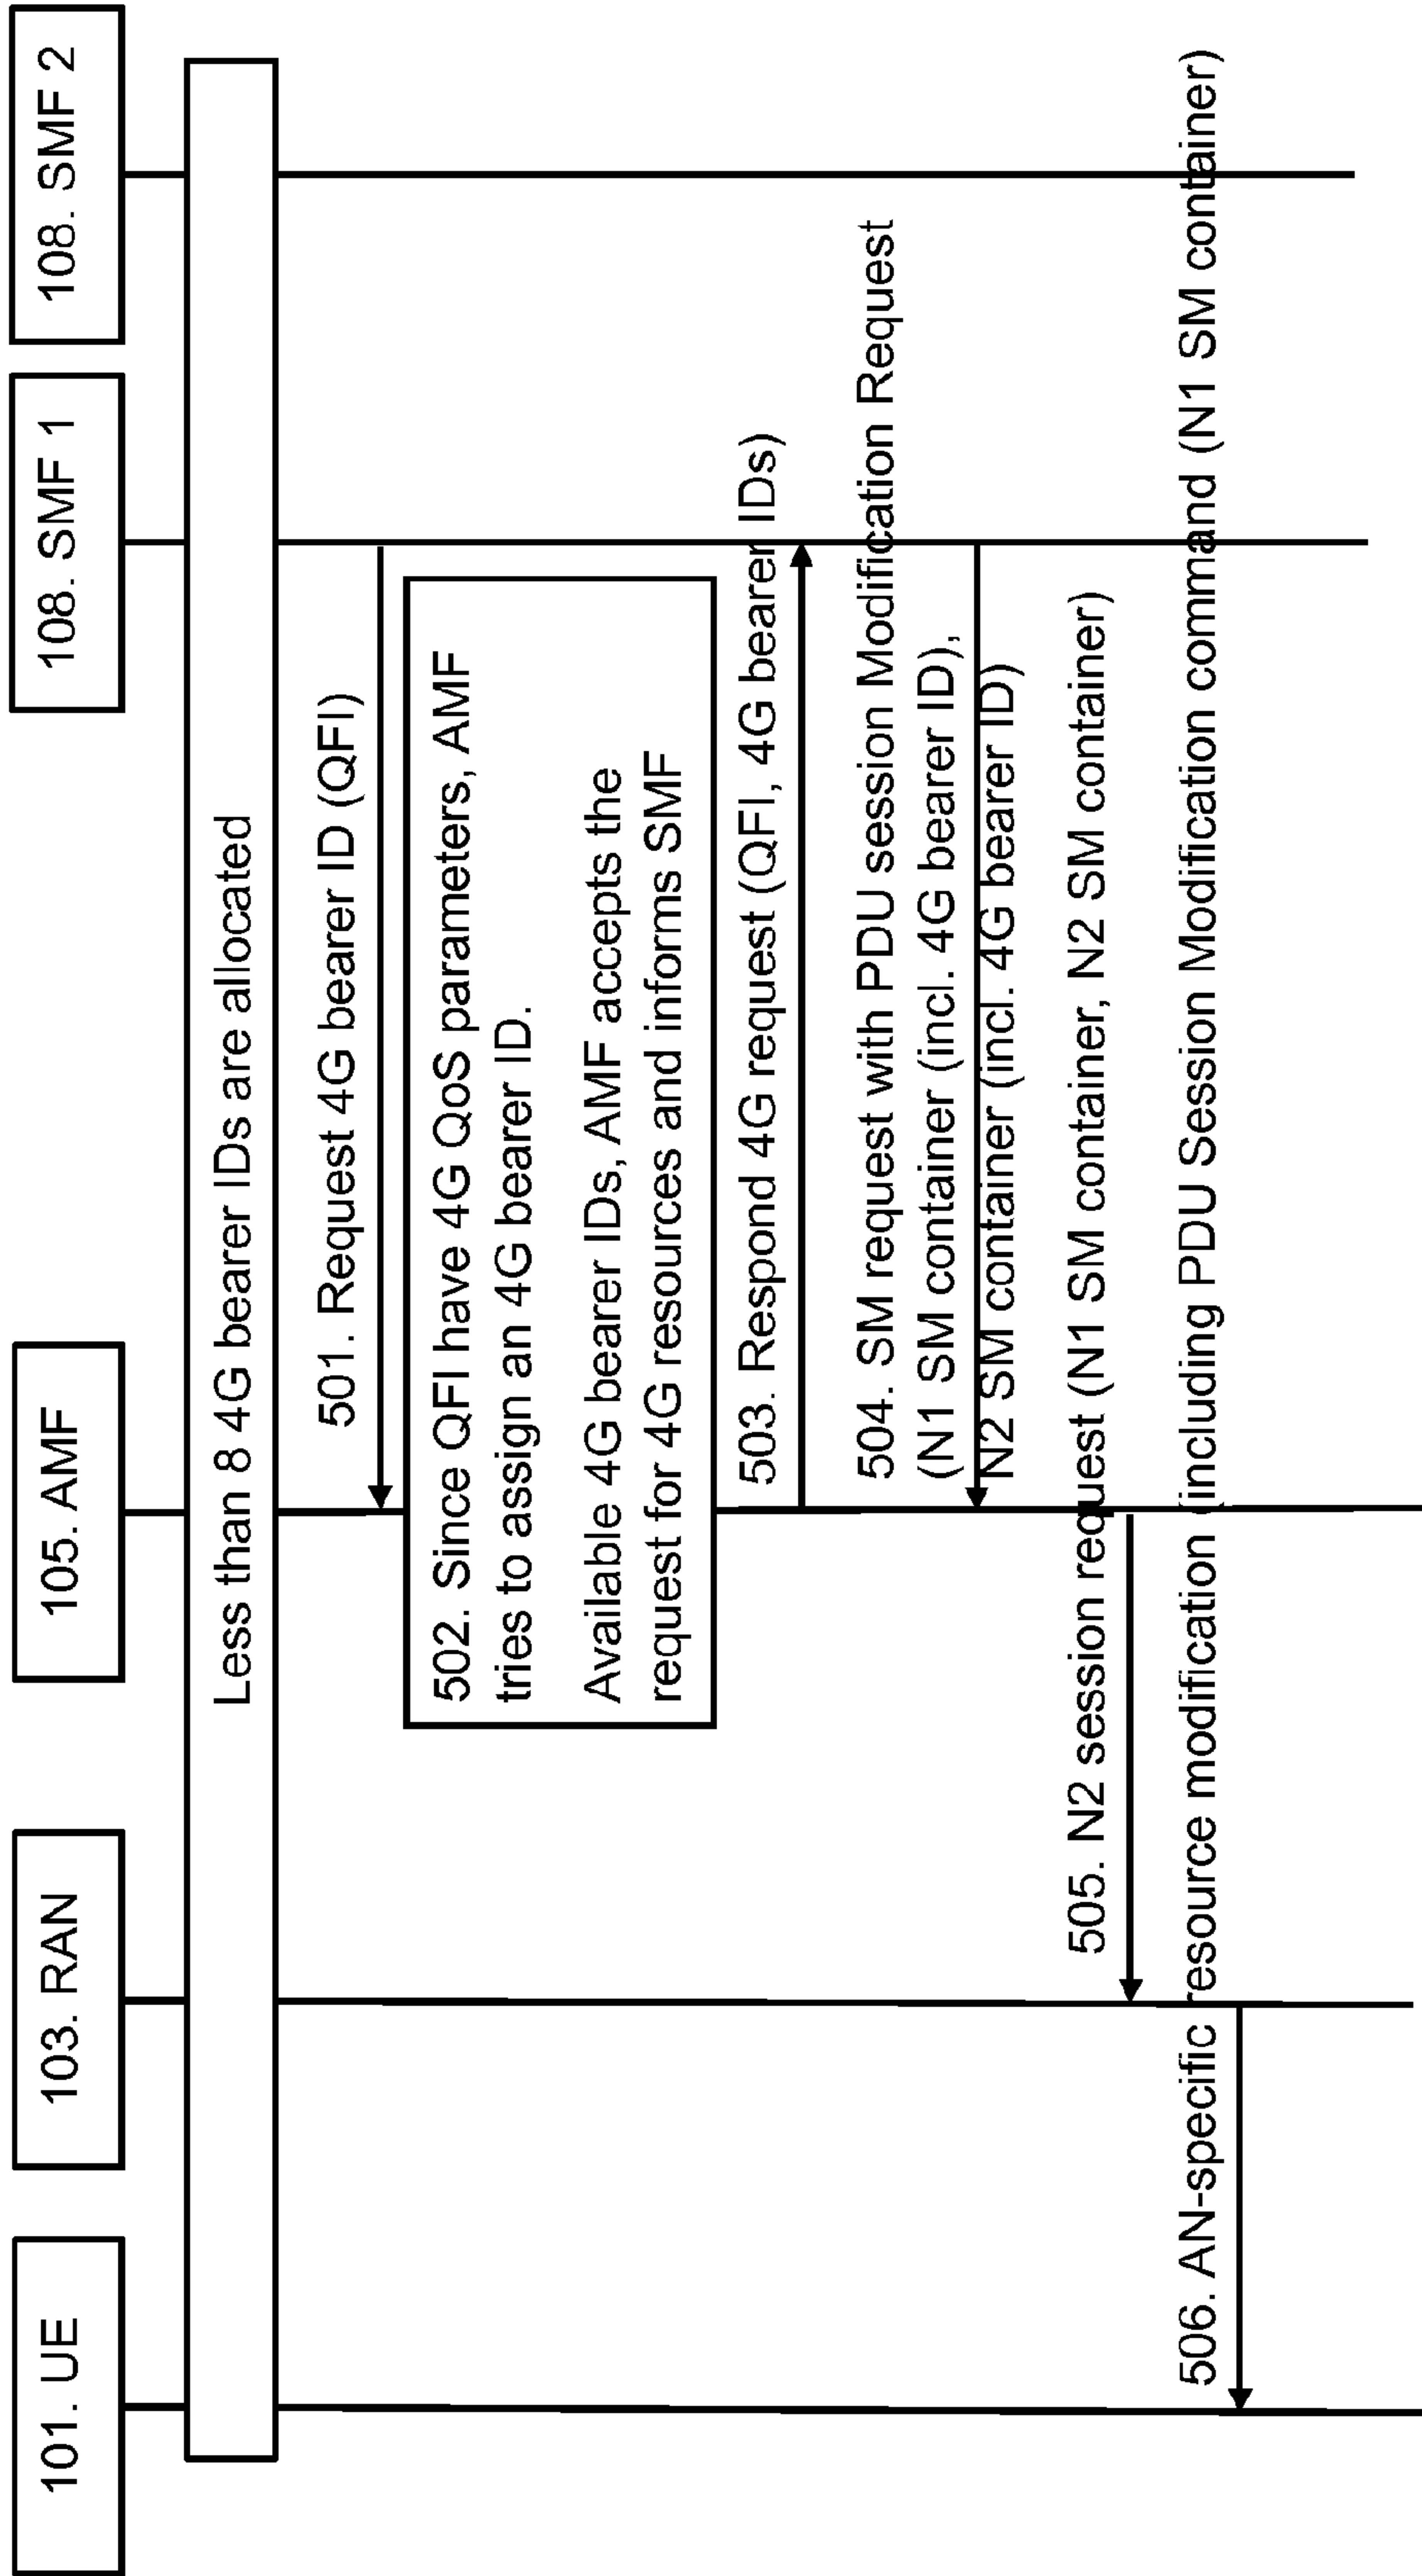 101. UE
103. RAN
105. AMF
108. SMF 1
108. SMF 2
Less than 8 4G bearer IDs are allocated
501. Request 4G bearer ID (QFI)
502. Since QFI have 4G QoS parameters, AMF
tries to assign an 4G bearer ID.
Available 4G bearer IDs, AMF accepts the
request for 4G resources and informs SMF
503. Respond 4G request (QFI, 4G bearer IDs)
504. SM request with PDU session Modification Request
(N1 SM container (incl. 4G bearer ID),
N2 SM container (incl. 4G bearer ID)
505. N2 session request (N1 SM container, N2 SM container)
506. AN-specific resource modification (including PDU Session Modification command (N1 SM container)